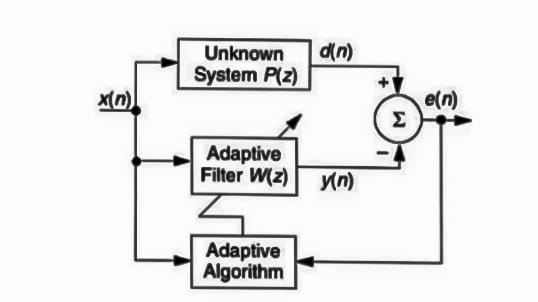 Unknown
System P(z)
d(n)
+
x(n)
e(n)
Σ
Adaptive
Filter W(z)
−
y(n)
Adaptive
Algorithm